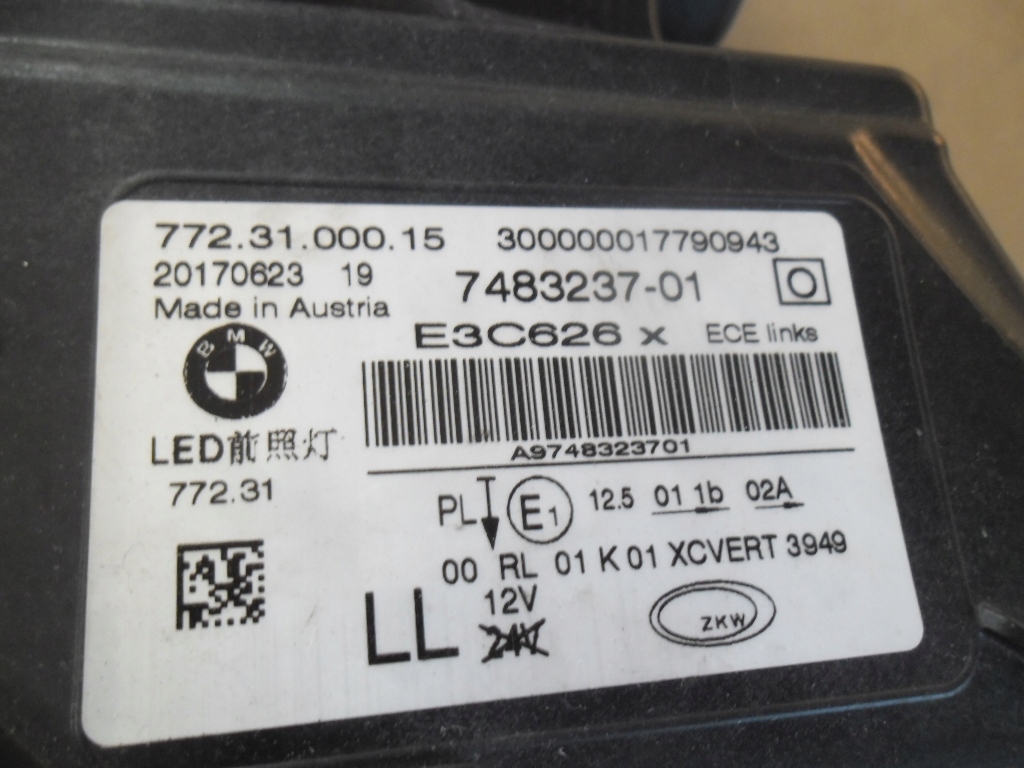 772.31.000.15 300000017790943
20170623 19 7483237-01 O
Made in Austria
E3C626 x ECE links
BMW
A9748323701
LED前照灯
772.31
PL E1 12.5 01 1b 02A
00 RL 01 K 01 XCVERT 3949
LL 12V
24V
ZKW